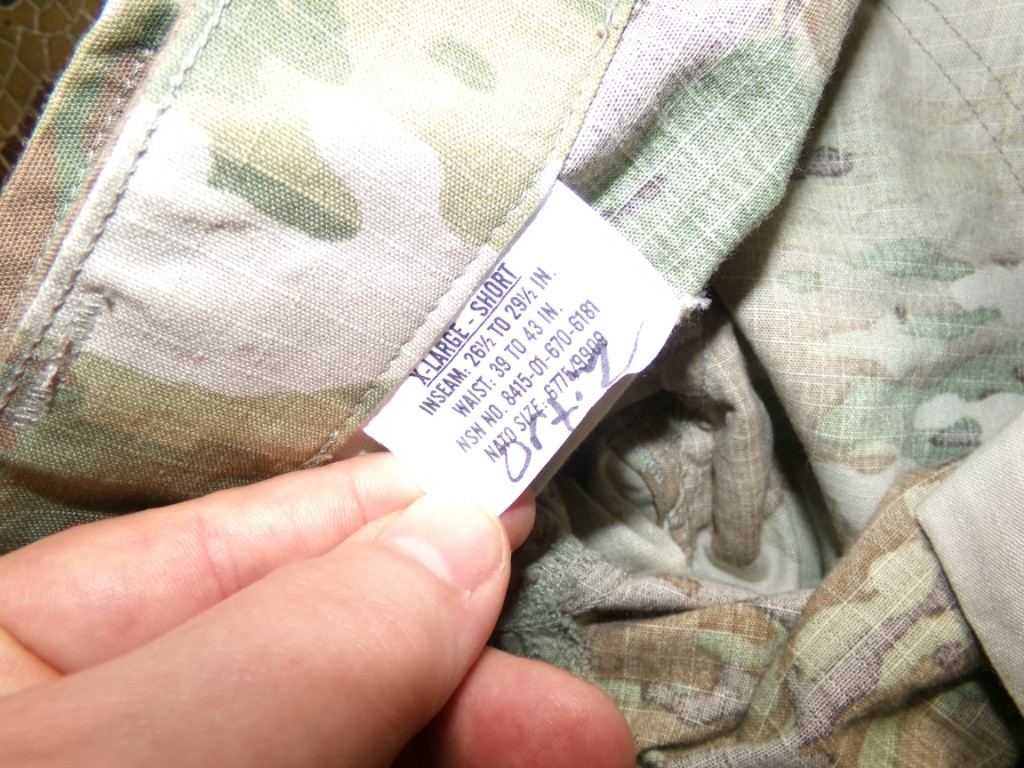 X-LARGE - SHORT
INSEAM: 26½ TO 29½ IN.
WAIST: 39 TO 43 IN.
NSN NO. 8415-01-670-6181
NATO SIZE: 6775/9909